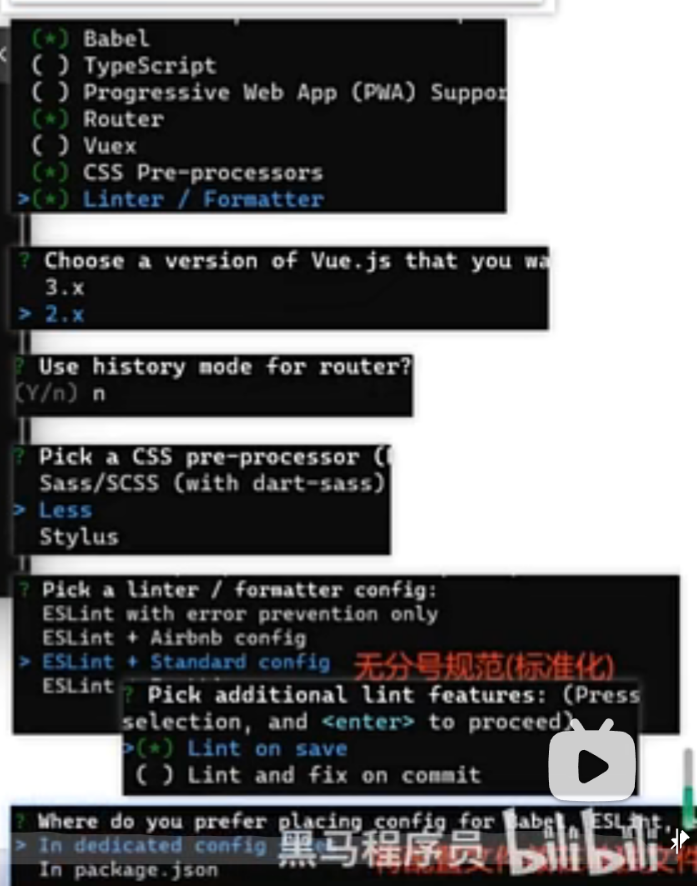 (*) Babel
( ) TypeScript
( ) Progressive Web App (PWA) Suppor
(*) Router
( ) Vuex
(*) CSS Pre-processors
>(*) Linter / Formatter
? Choose a version of Vue.js that you wa
3.x
> 2.x
? Use history mode for router?
(Y/n) n
? Pick a CSS pre-processor (
Sass/SCSS (with dart-sass)
> Less
Stylus
? Pick a linter / formatter config:
ESLint with error prevention only
ESLint + Airbnb config
> ESLint + Standard config 无分号规范(标准化)
ESLint
? Pick additional lint features: (Press
selection, and <enter> to proceed)
>(*) Lint on save
( ) Lint and fix on commit
? Where do you prefer placing config for Babel, ESLint,
> In dedicated config
黑马程序员 bilibili
In package.json